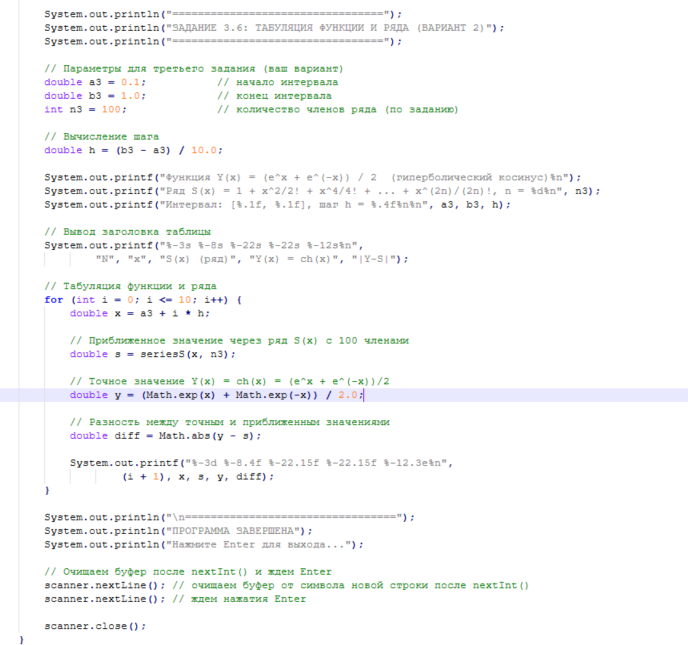 System.out.println("=================================");
System.out.println("ЗАДАНИЕ 3.6: ТАБУЛЯЦИЯ ФУНКЦИИ И РЯДА (ВАРИАНТ 2)");
System.out.println("=================================");
// Параметры для третьего задания (ваш вариант)
double a3 = 0.1; // начало интервала
double b3 = 1.0; // конец интервала
int n3 = 100; // количество членов ряда (по заданию)
// Вычисление шага
double h = (b3 - a3) / 10.0;
System.out.printf("Функция Y(x) = (e^x + e^(-x)) / 2  (гиперболический косинус)%n");
System.out.printf("Ряд S(x) = 1 + x^2/2! + x^4/4! + ... + x^(2n)/(2n)!, n = %d%n", n3);
System.out.printf("Интервал: [%.1f, %.1f], шаг h = %.4f%n%n", a3, b3, h);
// Вывод заголовка таблицы
System.out.printf("%-3s %-8s %-22s %-22s %-12s%n",
"N", "x", "S(x) (ряд)", "Y(x) = ch(x)", "|Y-S|");
// Табуляция функции и ряда
for (int i = 0; i <= 10; i++) {
double x = a3 + i * h;
// Приближенное значение через ряд S(x) с 100 членами
double s = seriesS(x, n3);
// Точное значение Y(x) = ch(x) = (e^x + e^(-x))/2
double y = (Math.exp(x) + Math.exp(-x)) / 2.0;
// Разность между точным и приближенным значениями
double diff = Math.abs(y - s);
System.out.printf("%-3d %-8.4f %-22.15f %-22.15f %-12.3e%n",
(i + 1), x, s, y, diff);
}
System.out.println("\n=================================");
System.out.println("ПРОГРАММА ЗАВЕРШЕНА");
System.out.println("Нажмите Enter для выхода...");
// Очищаем буфер после nextInt() и ждем Enter
scanner.nextLine(); // очищаем буфер от символа новой строки после nextInt()
scanner.nextLine(); // ждем нажатия Enter
scanner.close();
}